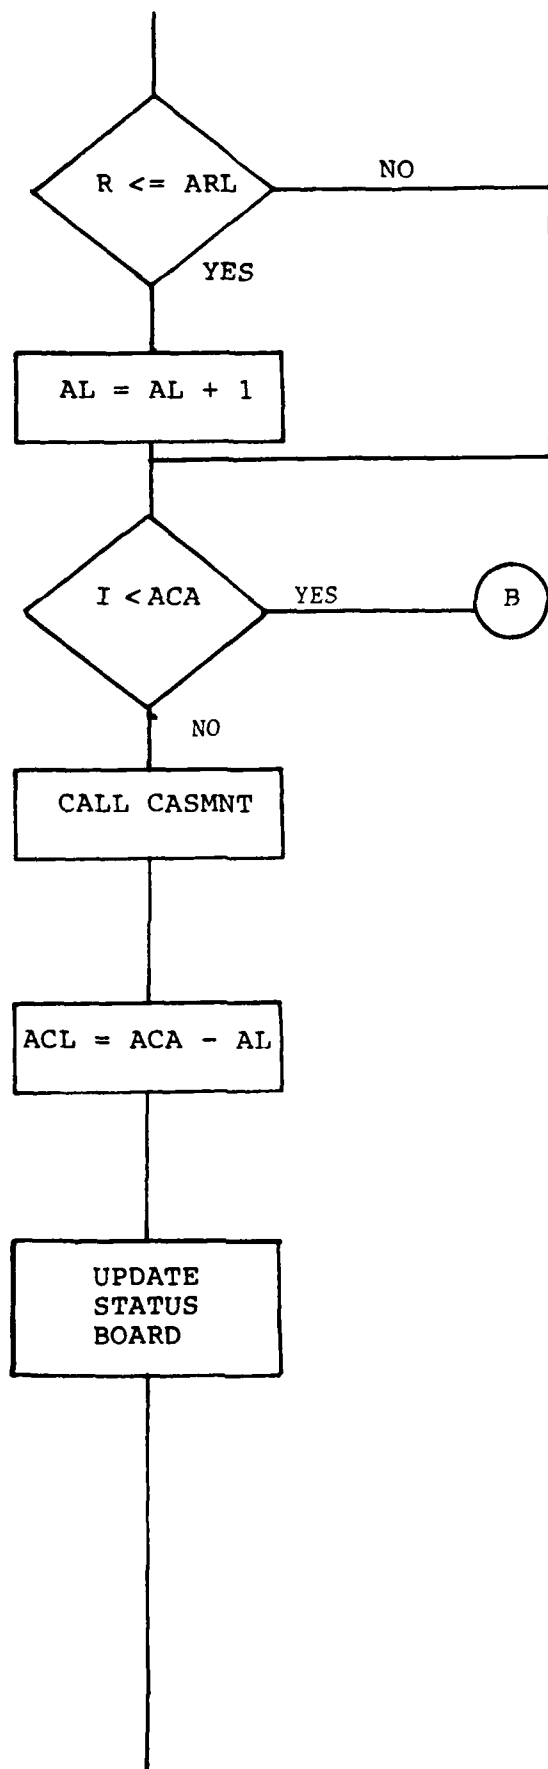 R <= ARL
NO
YES
AL = AL + 1
I < ACA
YES
B
NO
CALL CASMNT
ACL = ACA - AL
UPDATE
STATUS
BOARD